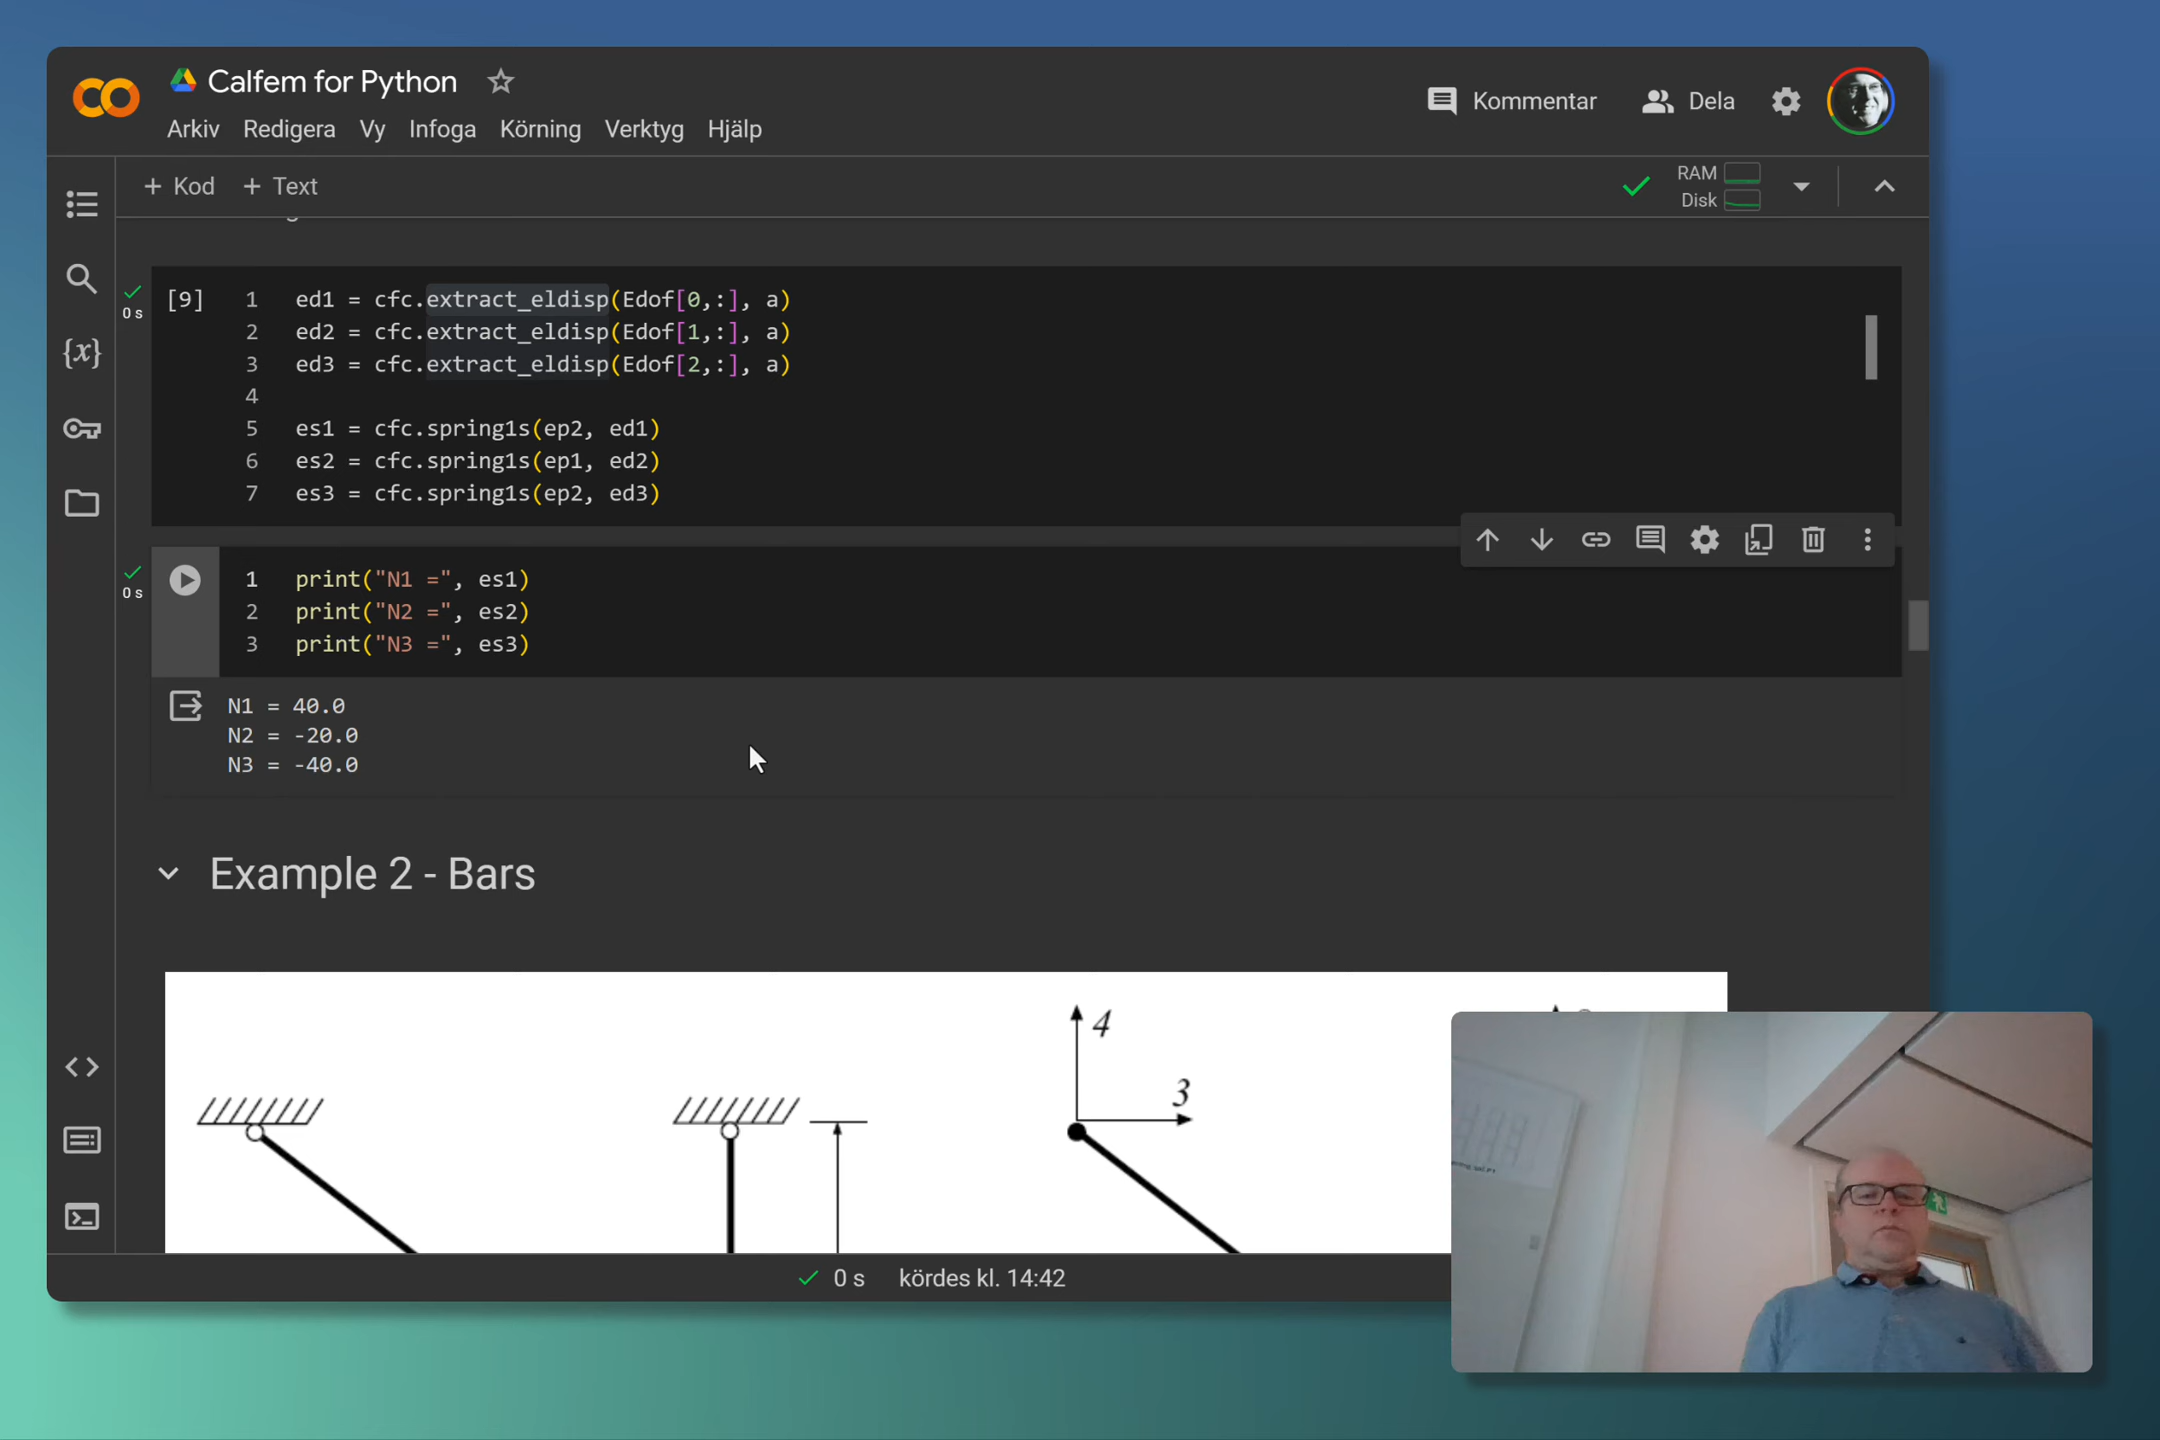 Calfem for Python
Kommentar
Dela
Arkiv Redigera Vy Infoga Körning Verktyg Hjälp
+ Kod + Text
RAM
Disk
[9]
0 s
1 ed1 = cfc.extract_eldisp(Edof[0,:], a)
2 ed2 = cfc.extract_eldisp(Edof[1,:], a)
3 ed3 = cfc.extract_eldisp(Edof[2,:], a)
4
5 es1 = cfc.spring1s(ep2, ed1)
6 es2 = cfc.spring1s(ep1, ed2)
7 es3 = cfc.spring1s(ep2, ed3)
0 s
1 print("N1 =", es1)
2 print("N2 =", es2)
3 print("N3 =", es3)
N1 = 40.0
N2 = -20.0
N3 = -40.0
Example 2 - Bars
4
3
0 s kördes kl. 14:42